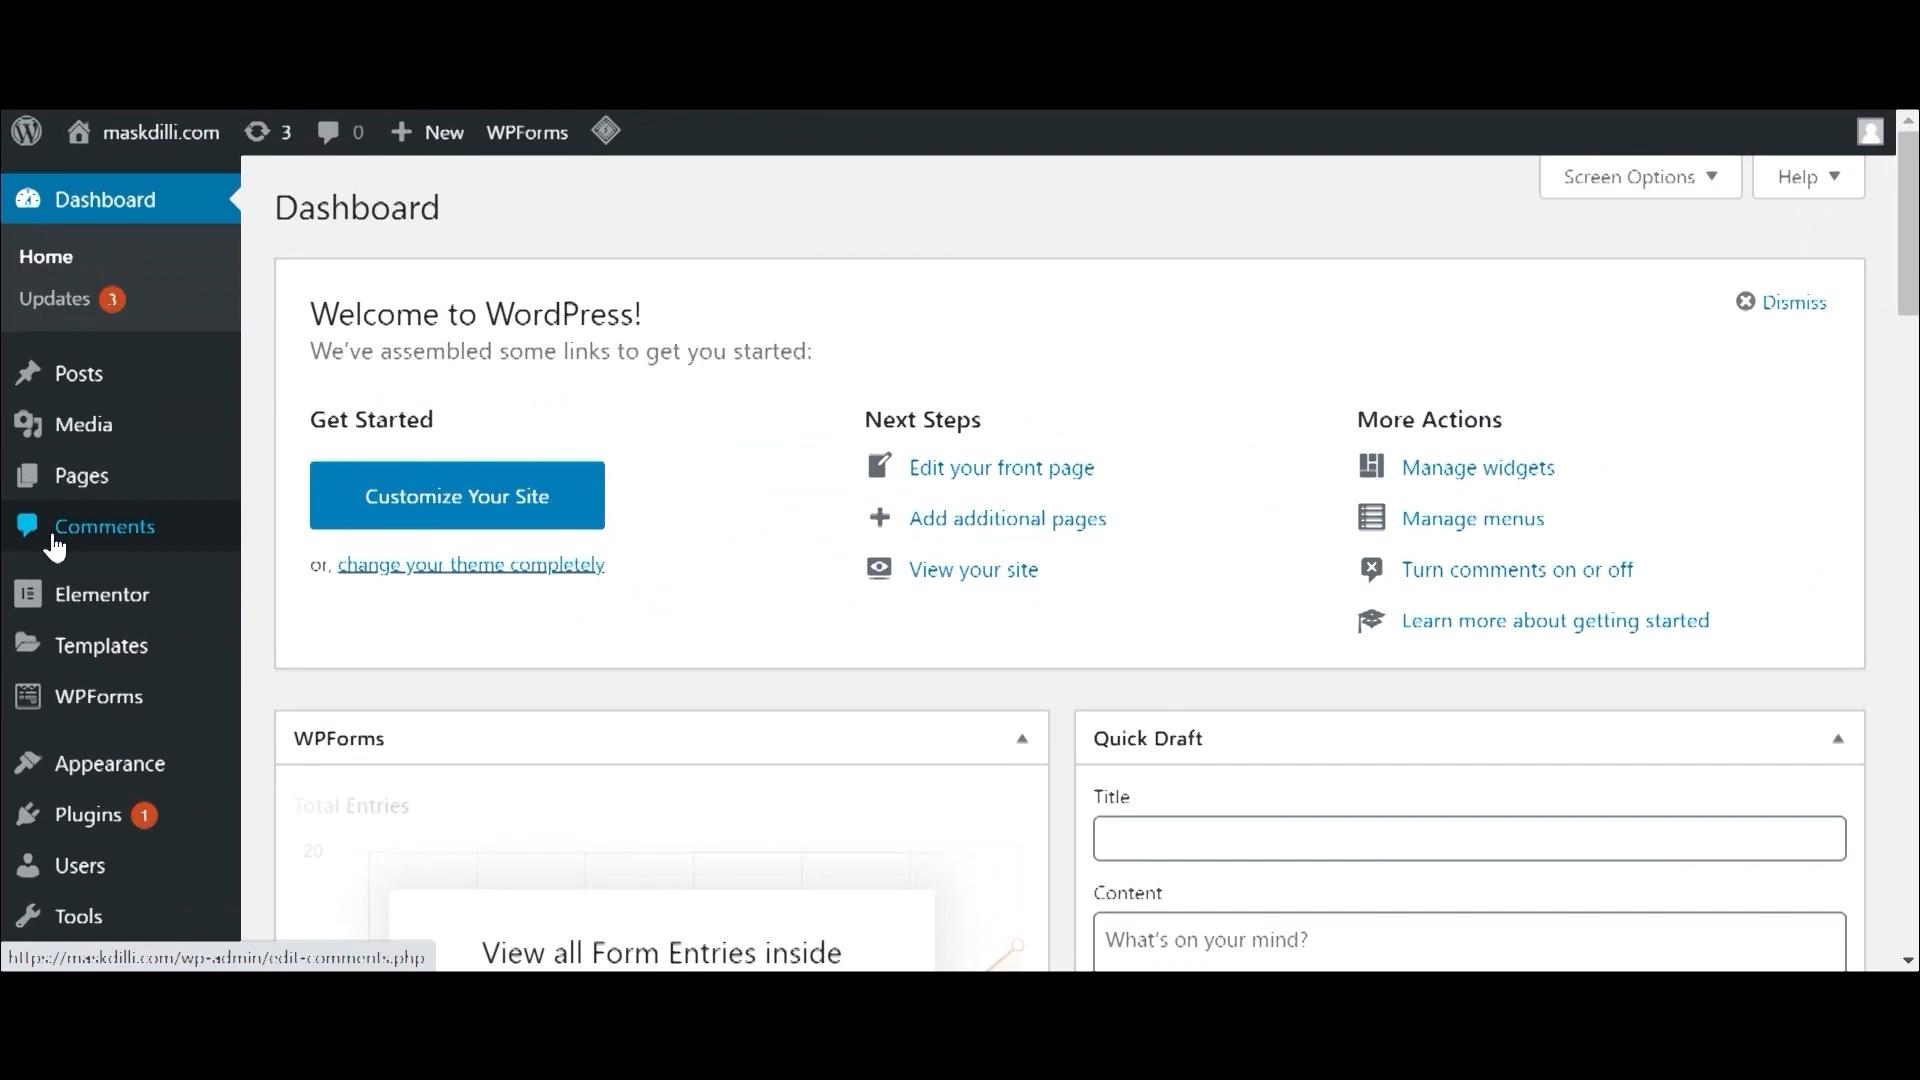 maskdilli.com 3 0 New WPForms
Screen Options Help
Dashboard
Home
Updates 3
Posts
Media
Pages
Comments
Elementor
Templates
WPForms
Appearance
Plugins 1
Users
Tools
https://maskdilli.com/wp-admin/edit-comments.php
Dashboard
Welcome to WordPress!
Dismiss
We've assembled some links to get you started:
Get Started
Customize Your Site
or, change your theme completely
Next Steps
Edit your front page
Add additional pages
View your site
More Actions
Manage widgets
Manage menus
Turn comments on or off
Learn more about getting started
WPForms
Total Entries
20
View all Form Entries inside
Quick Draft
Title
Content
What's on your mind?